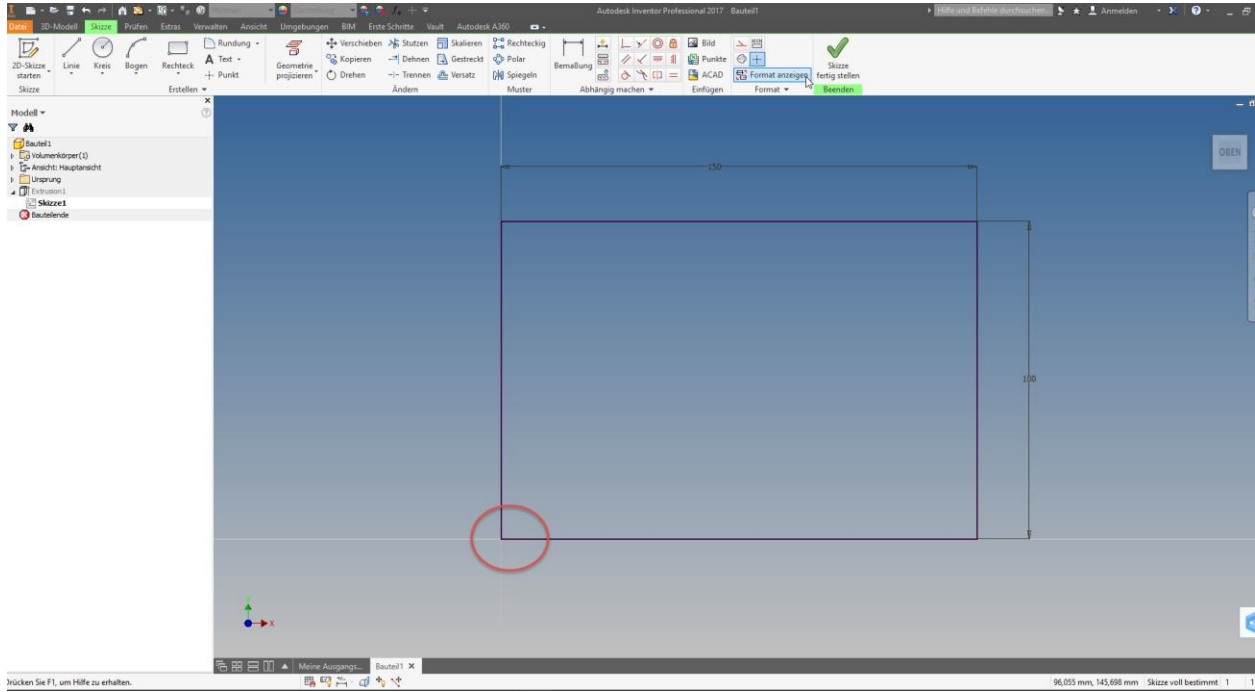 Autodesk Inventor Professional 2017 Bauteil1
Hilfe und Befehle durchsuchen... Anmelden
Datei 3D-Modell Skizze Prüfen Extras Verwalten Ansicht Umgebungen BIM Erste Schritte Vault Autodesk A360
Rundung Verschieben Stutzen Skalieren Rechteckig Bild
Text Kopieren Dehnen Gestreckt Polar Punkte
Punkt Drehen Trennen Versatz Spiegeln ACAD Format anzeigen
2D-Skizze starten Linie Kreis Bogen Rechteck Geometrie projizieren Bemaßung Skizze fertig stellen
Skizze Erstellen Ändern Muster Abhängig machen Einfügen Format Beenden
Modell
Bauteil1
Volumenkörper(1)
Ansicht: Hauptansicht
Ursprung
Extrusion1
Skizze1
Bauteilende
OBEN
150
100
Y
X
Meine Ausgangs... Bauteil1
Drücken Sie F1, um Hilfe zu erhalten. 96,055 mm, 145,698 mm Skizze voll bestimmt 1 1